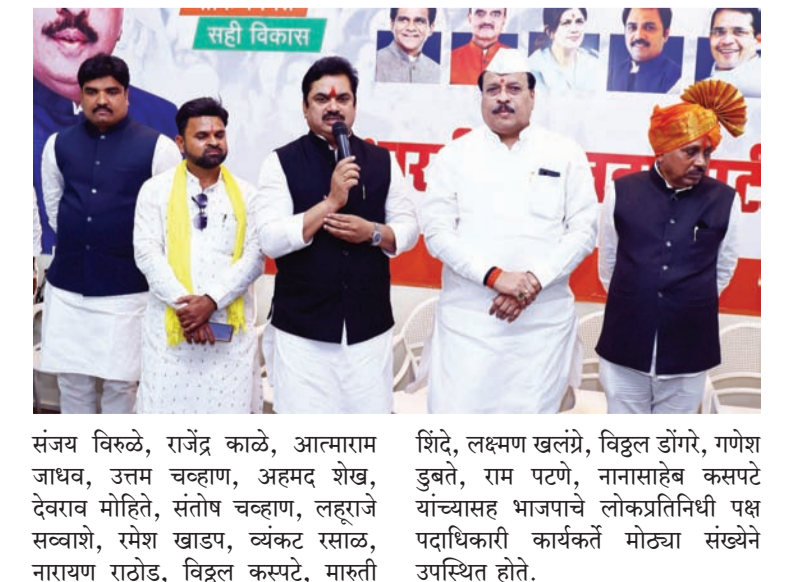 सही विकास
संजय विरुळे, राजेंद्र काळे, आत्माराम
जाधव, उत्तम चव्हाण, अहमद शेख,
देवराव मोहिते, संतोष चव्हाण, लहूराजे
सव्वाशे, रमेश खाडप, व्यंकट रसाळ,
नारायण राठोड, विठ्ठल कस्पटे, मारुती
शिंदे, लक्ष्मण खलंग्रे, विठ्ठल डोंगरे, गणेश
डुबते, राम पटणे, नानासाहेब कसपटे
यांच्यासह भाजपाचे लोकप्रतिनिधी पक्ष
पदाधिकारी कार्यकर्ते मोठ्या संख्येने
उपस्थित होते.